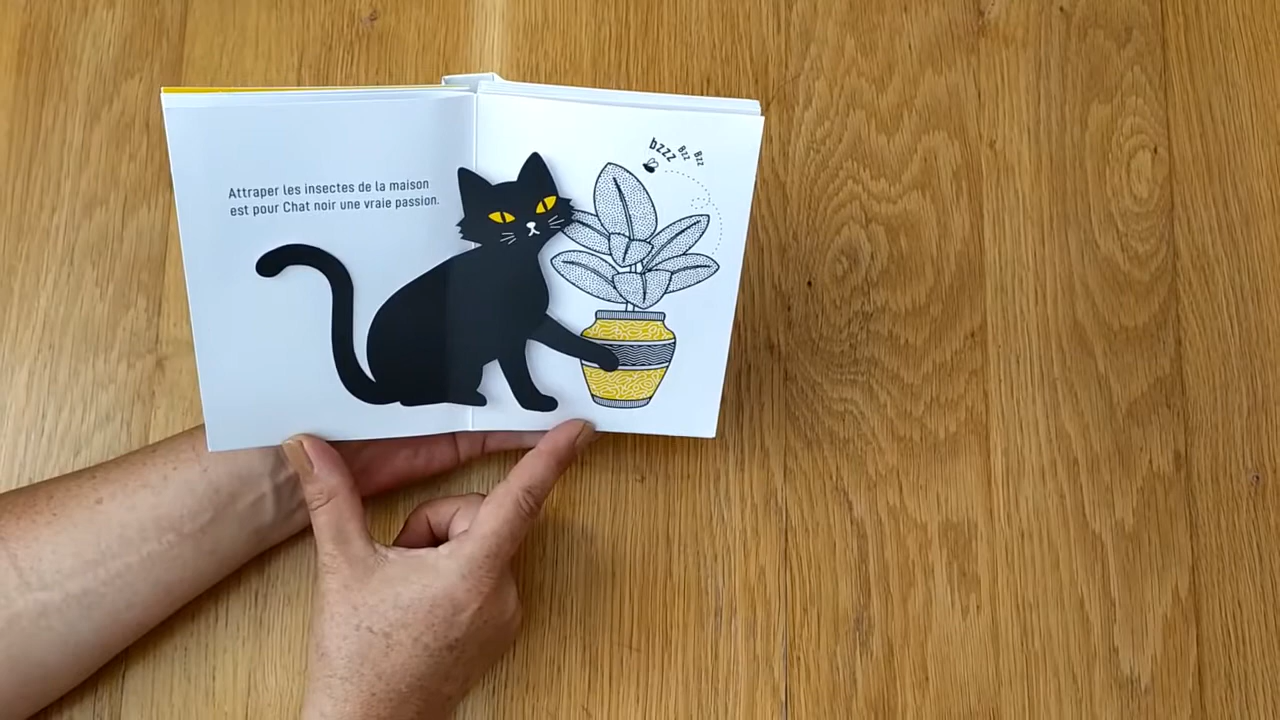 Attraper les insectes de la maison
est pour Chat noir une vraie passion.
bzzz Bzz Bzz